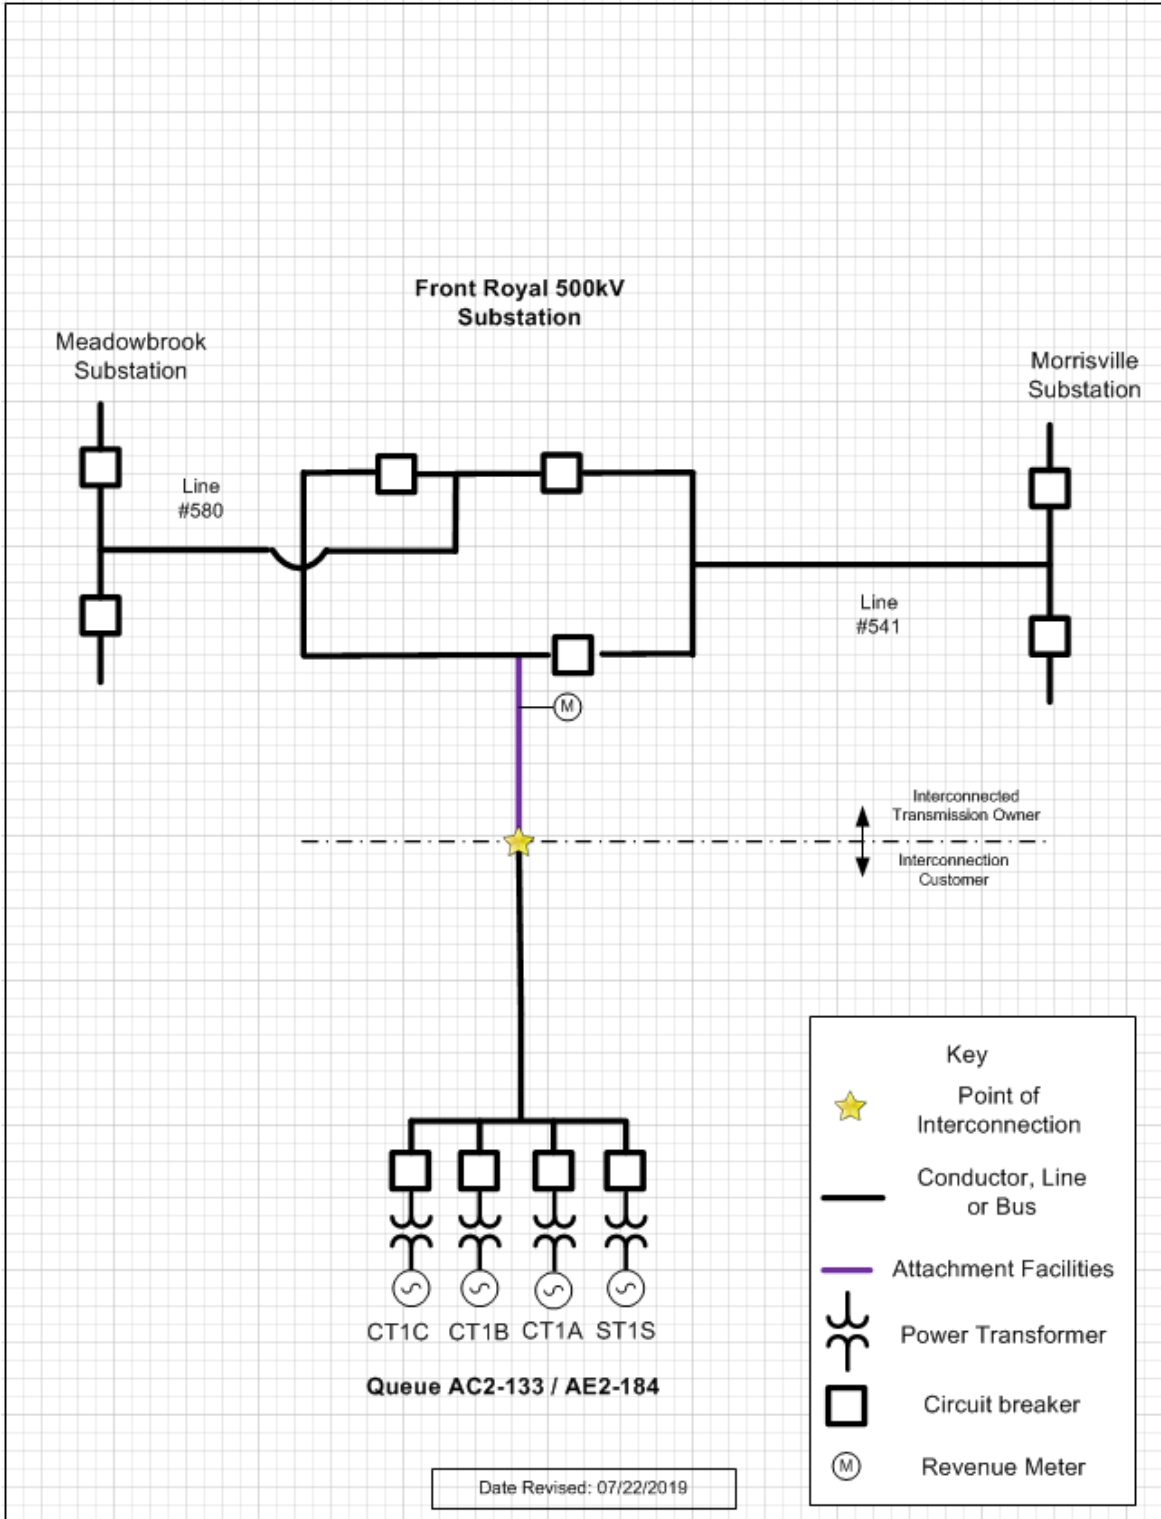 Front Royal 500kV
Substation
Meadowbrook
Substation
Morrisville
Substation
Line
#580
Line
#541
M
Interconnected
Transmission Owner
Interconnection
Customer
CT1C CT1B CT1A ST1S
Queue AC2-133 / AE2-184
Key
Point of
Interconnection
Conductor, Line
or Bus
Attachment Facilities
Power Transformer
Circuit breaker
M Revenue Meter
Date Revised: 07/22/2019